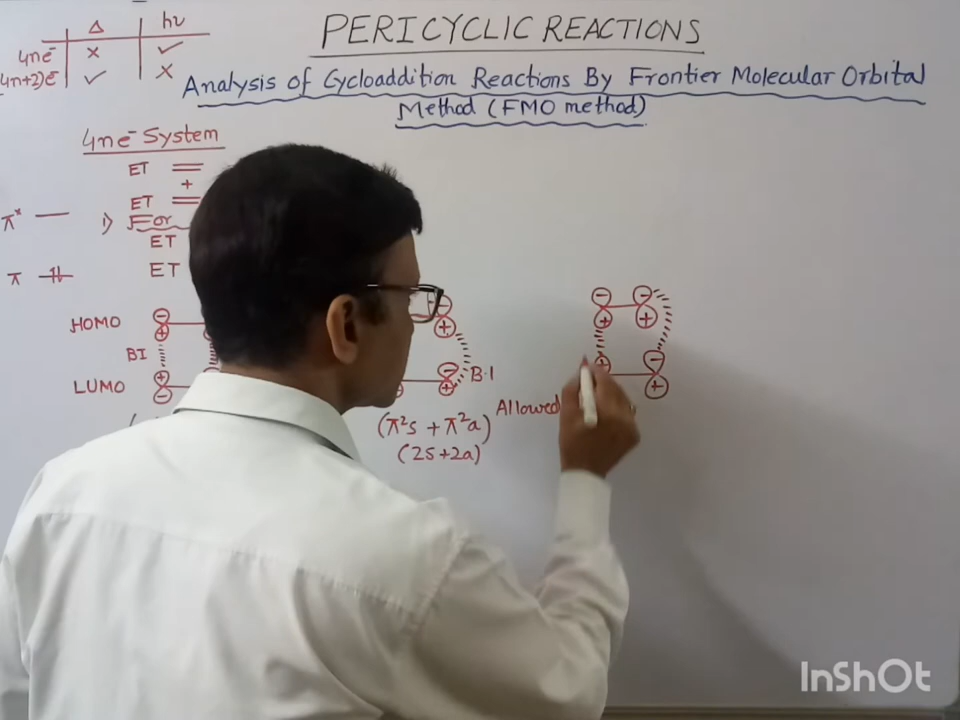 PERICYCLIC REACTIONS
Δ hν
4ne⁻ × ✓
(4n+2)e⁻ ✓ ×
Analysis of Cycloaddition Reactions By Frontier Molecular Orbital
Method (FMO method)
4ne⁻ System
ET
+
ET
π*
1) For
ET
π
ET
HOMO
BI
LUMO
B.I
(π²s + π²a) Allowed
(2s+2a)
InShOt